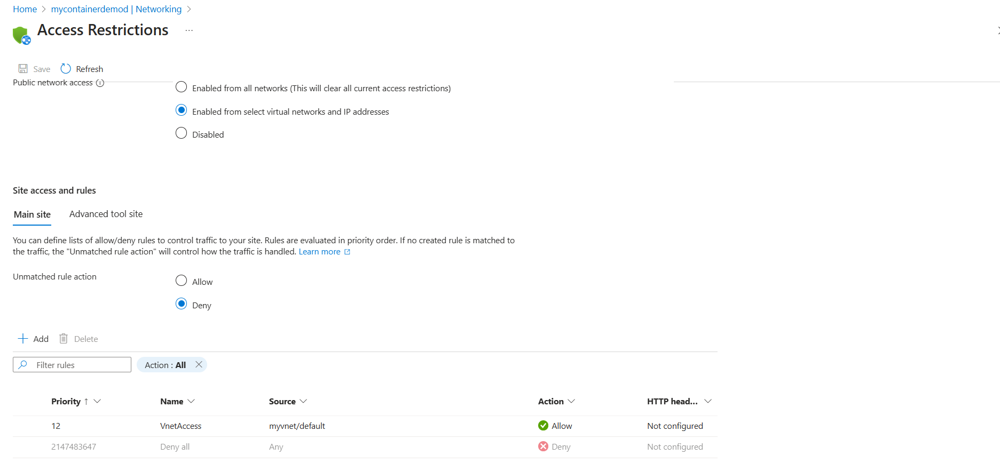 Home > mycontainerdemod | Networking >
Access Restrictions ...
Save Refresh
Public network access
Enabled from all networks (This will clear all current access restrictions)
Enabled from select virtual networks and IP addresses
Disabled
Site access and rules
Main site Advanced tool site
You can define lists of allow/deny rules to control traffic to your site. Rules are evaluated in priority order. If no created rule is matched to
the traffic, the "Unmatched rule action" will control how the traffic is handled. Learn more
Unmatched rule action
Allow
Deny
Add Delete
Filter rules Action : All
Priority ↑ Name Source Action HTTP head...
12 VnetAccess myvnet/default Allow Not configured
2147483647 Deny all Any Deny Not configured